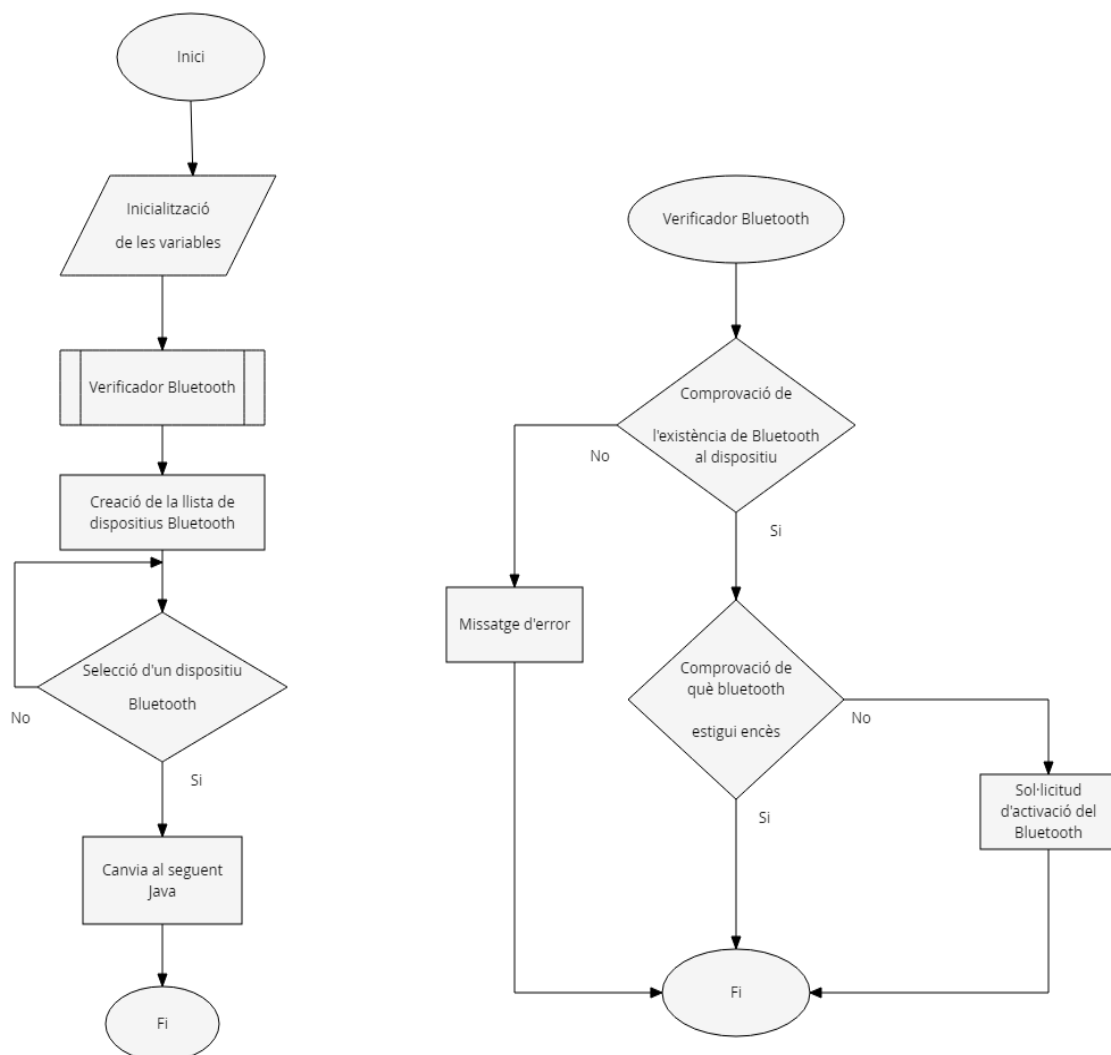 Inici
Inicialització
de les variables
Verificador Bluetooth
Creació de la llista de
dispositius Bluetooth
Selecció d'un dispositiu
Bluetooth
No
Si
Canvia al seguent
Java
Fi
Verificador Bluetooth
Comprovació de
l'existència de Bluetooth
al dispositiu
No
Si
Missatge d'error
Comprovació de
què bluetooth
estigui encès
No
Si
Sol·licitud
d'activació del
Bluetooth
Fi